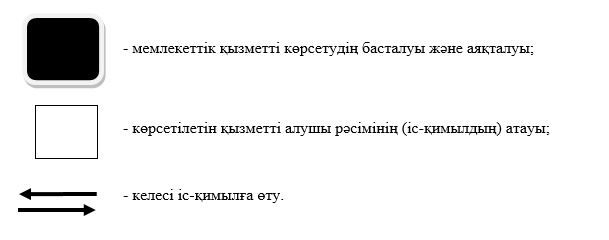 - мемлекеттік қызметті көрсетудің басталуы және аяқталуы;
- көрсетілетін қызметті алушы рәсімінің (іс-қимылдың) атауы;
- келесі іс-қимылға өту.